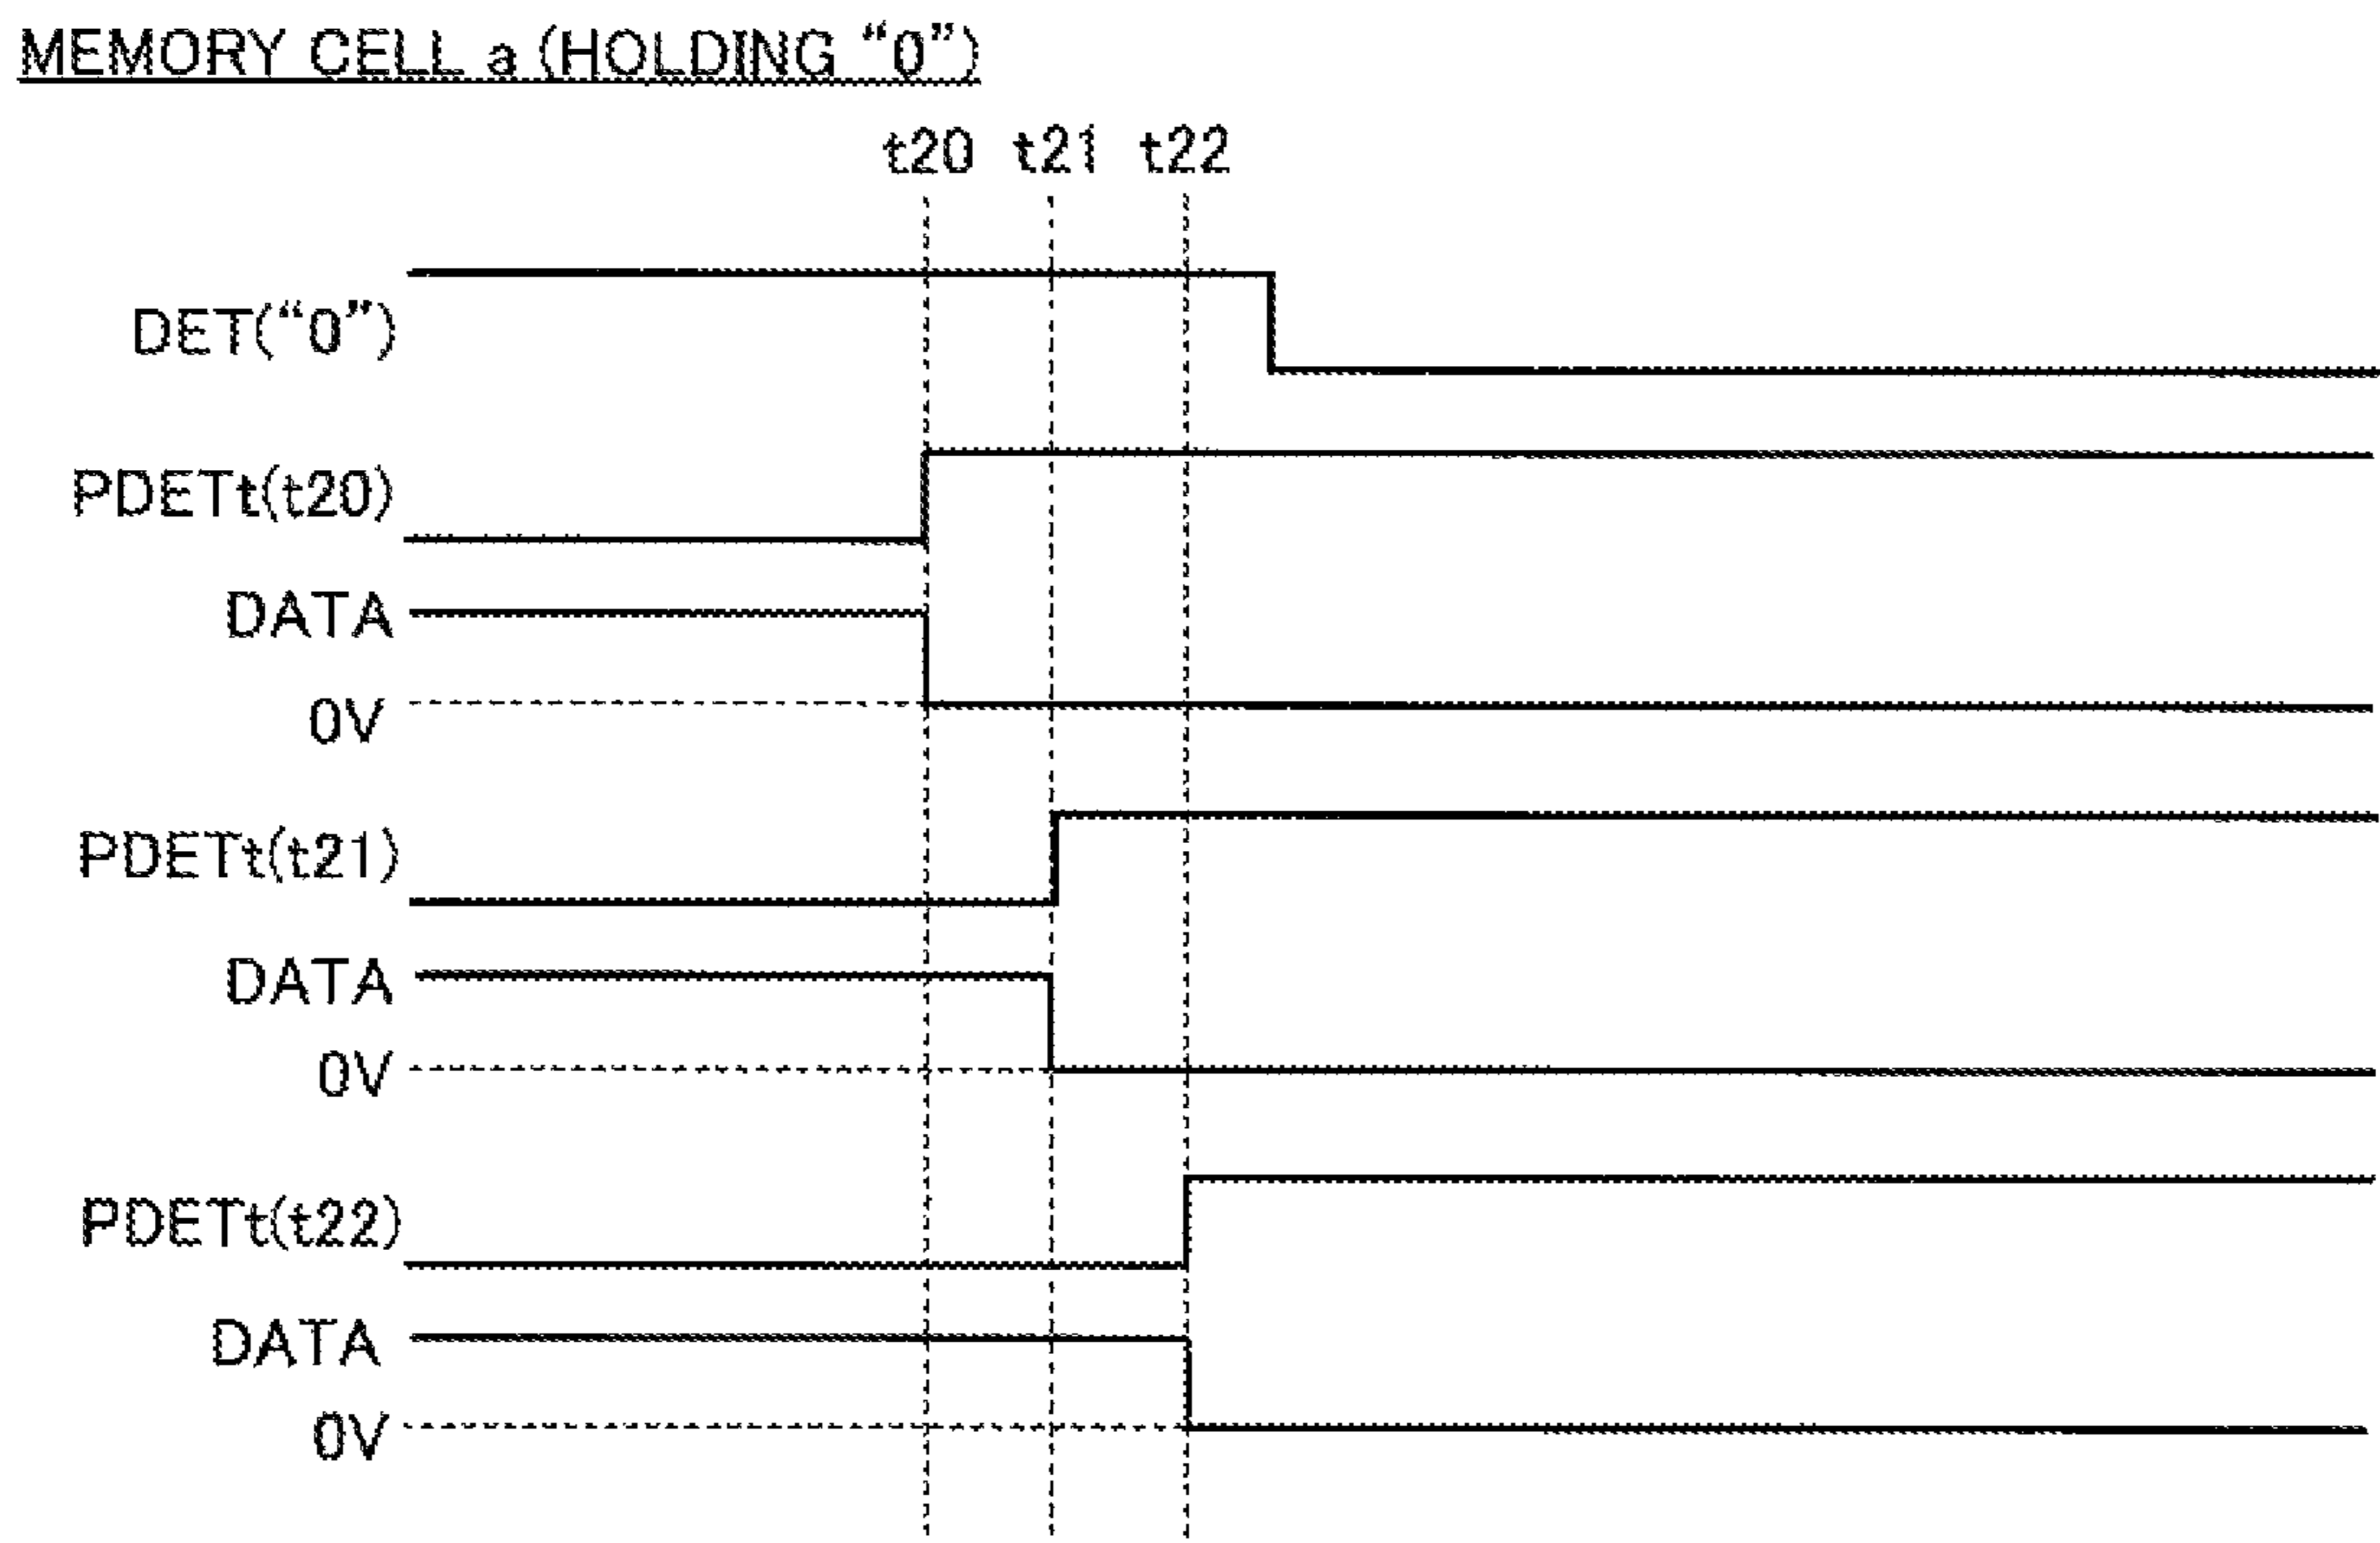 MEMORY CELL a (HOLDING “0”)
t20 t21 t22
DET(“0”)
PDETt(t20)
DATA
0V
PDETt(t21)
DATA
0V
PDETt(t22)
DATA
0V